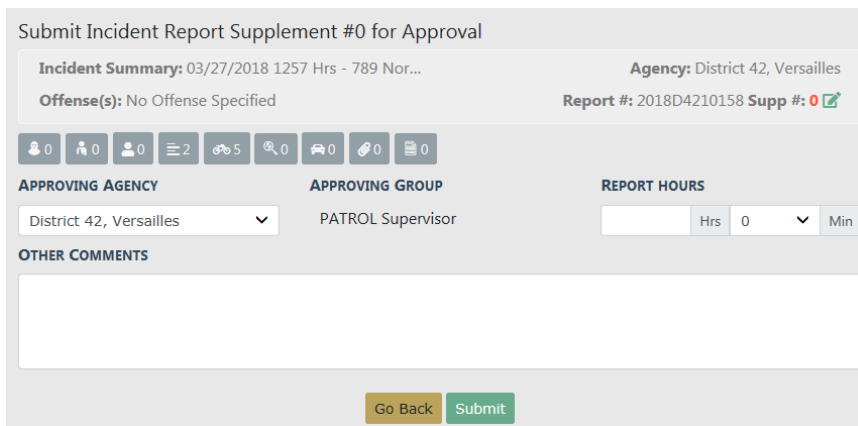 Submit Incident Report Supplement #0 for Approval
Incident Summary: 03/27/2018 1257 Hrs - 789 Nor... Agency: District 42, Versailles
Offense(s): No Offense Specified Report #: 2018D4210158 Supp #: 0
0 0 0 2 5 0 0 0 0
APPROVING AGENCY APPROVING GROUP REPORT HOURS
District 42, Versailles PATROL Supervisor Hrs 0 Min
OTHER COMMENTS
Go Back Submit